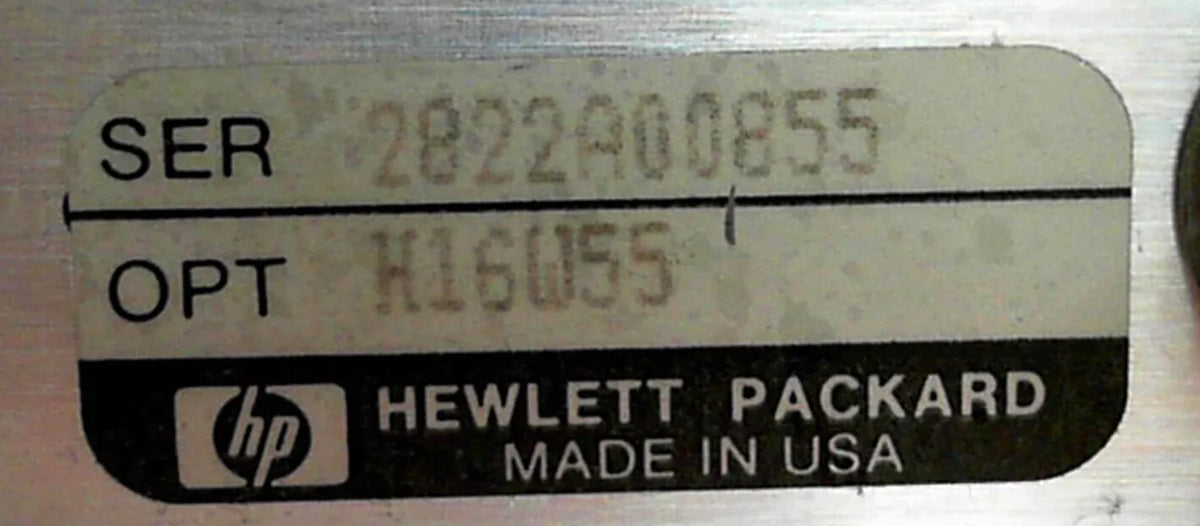 SER 2822A00855
OPT H16W55
hp HEWLETT PACKARD
MADE IN USA